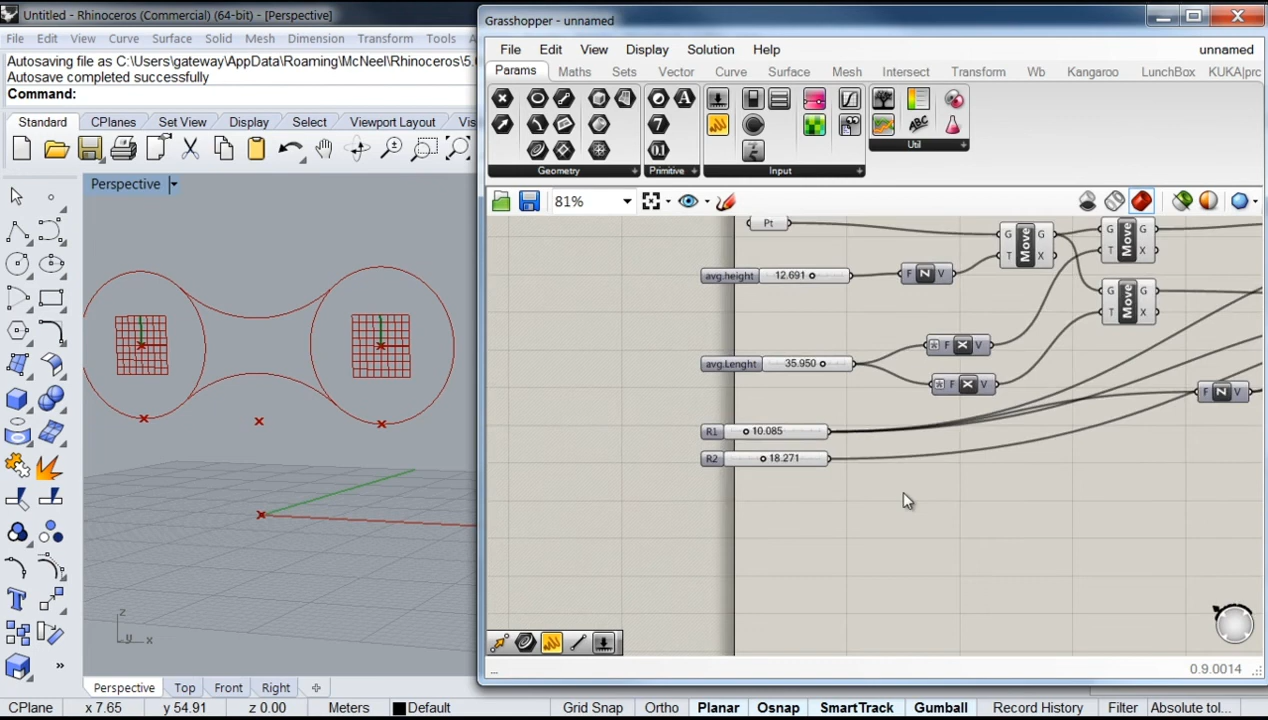 Untitled - Rhinoceros (Commercial) (64-bit) - [Perspective]
File Edit View Curve Surface Solid Mesh Dimension Transform Tools
Autosaving file as C:\Users\gateway\AppData\Roaming\McNeel\Rhinoceros\5.
Autosave completed successfully
Command:
Standard CPlanes Set View Display Select Viewport Layout Vis
Perspective
z
y x
Perspective Top Front Right
Grasshopper - unnamed
File Edit View Display Solution Help unnamed
Params Maths Sets Vector Curve Surface Mesh Intersect Transform Wb Kangaroo LunchBox KUKA|prc
Geometry Primitive Input Util
81%
Pt
G T Move G X
G T Move G X
avg.height 12.691
F Z V
G T Move G X
avg.Lenght 35.950
F X V
F X V
F Z V
R1 10.085
R2 18.271
...
0.9.0014
CPlane x 7.65 y 54.91 z 0.00 Meters Default Grid Snap Ortho Planar Osnap SmartTrack Gumball Record History Filter Absolute tol...